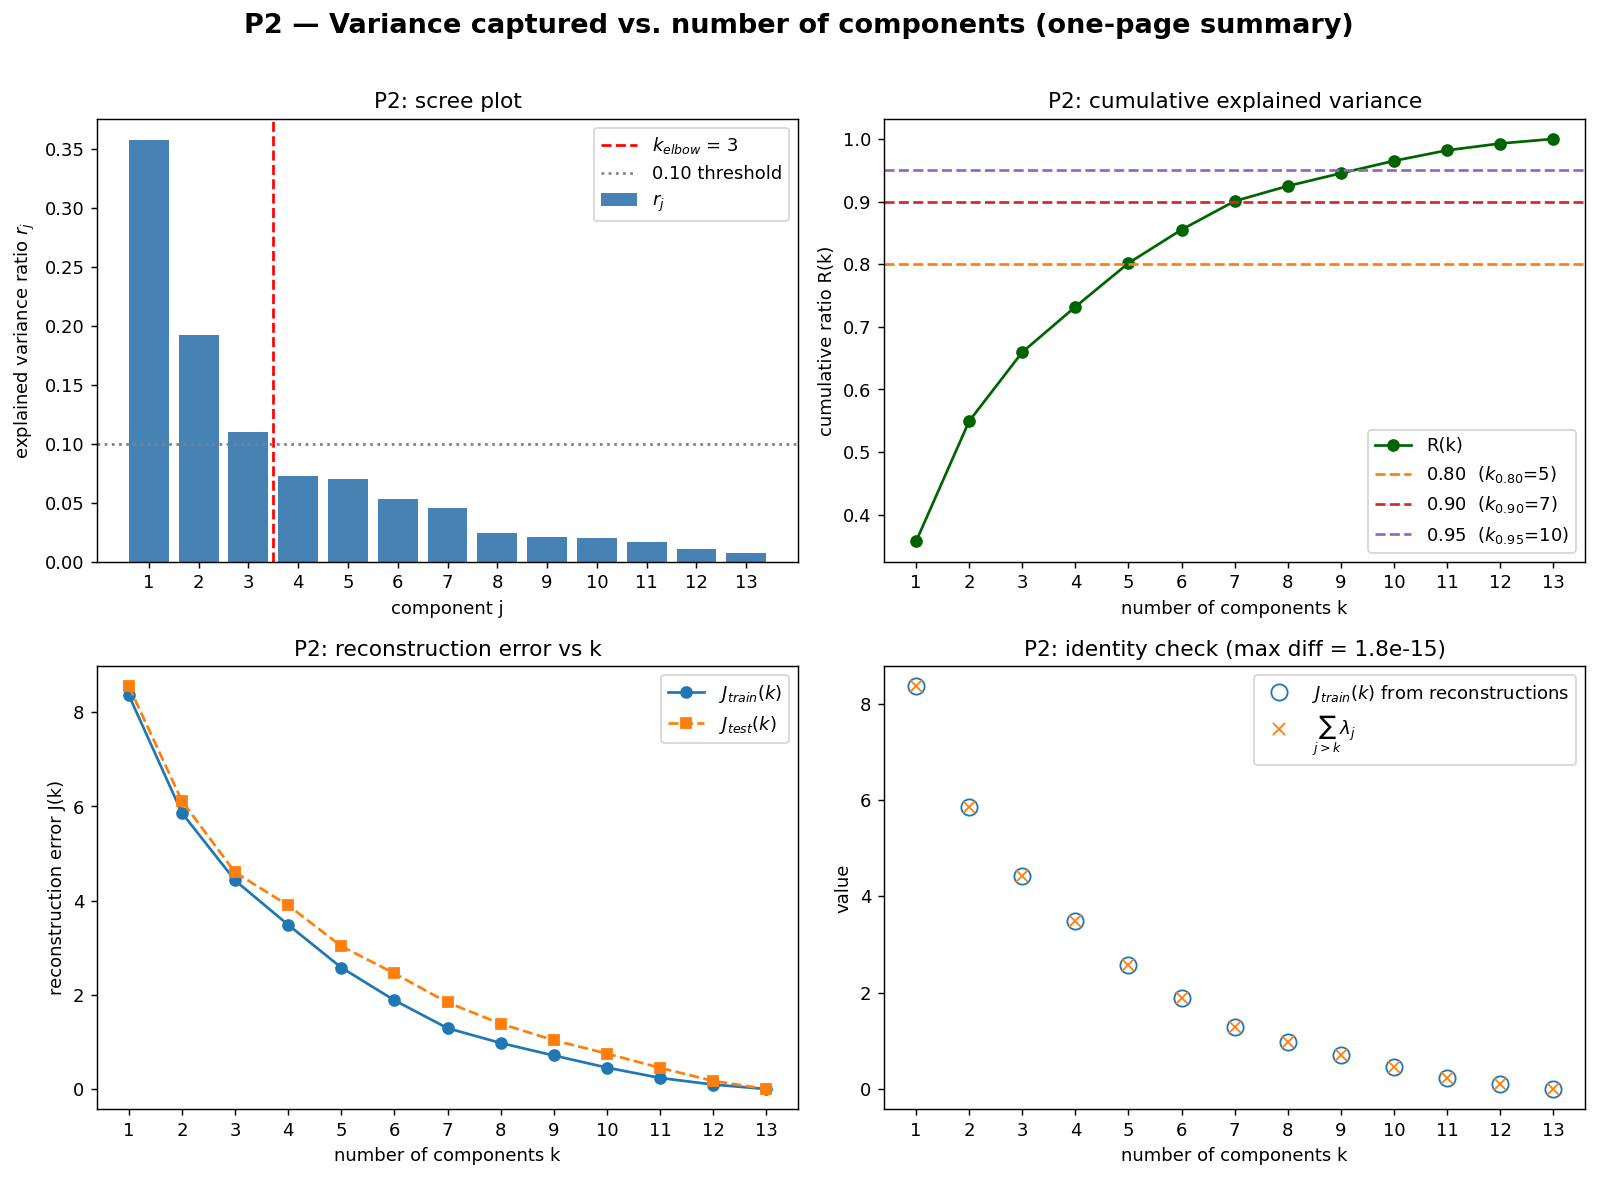 P2 — Variance captured vs. number of components (one-page summary)
P2: scree plot
explained variance ratio r_j
0.35
0.30
0.25
0.20
0.15
0.10
0.05
0.00
k_elbow = 3
0.10 threshold
r_j
1 2 3 4 5 6 7 8 9 10 11 12 13
component j
P2: cumulative explained variance
cumulative ratio R(k)
1.0
0.9
0.8
0.7
0.6
0.5
0.4
R(k)
0.80 (k_0.80=5)
0.90 (k_0.90=7)
0.95 (k_0.95=10)
1 2 3 4 5 6 7 8 9 10 11 12 13
number of components k
P2: reconstruction error vs k
reconstruction error J(k)
8
6
4
2
0
J_train(k)
J_test(k)
1 2 3 4 5 6 7 8 9 10 11 12 13
number of components k
P2: identity check (max diff = 1.8e-15)
value
8
6
4
2
0
J_train(k) from reconstructions
∑_{j>k} λ_j
1 2 3 4 5 6 7 8 9 10 11 12 13
number of components k